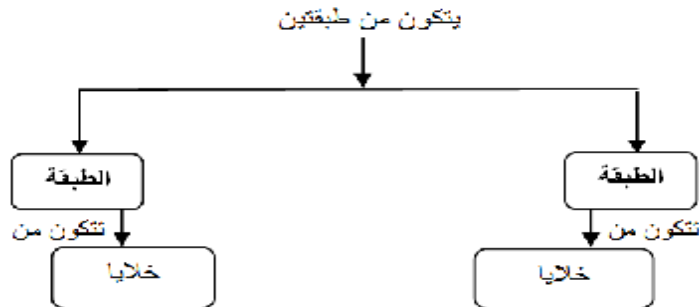 يتكون من طبقتين
الطبقة
الطبقة
تتكون من
تتكون من
خلايا
خلايا